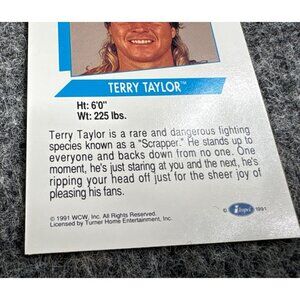 TERRY TAYLOR™
Ht: 6'0"
Wt: 225 lbs.
Terry Taylor is a rare and dangerous fighting
species known as a "Scrapper." He stands up to
everyone and backs down from no one. One
moment, he's just staring at you and the next, he's
ripping your head off just for the sheer joy of
pleasing his fans.
© 1991 WCW, Inc. All Rights Reserved.
Licensed by Turner Home Entertainment, Inc.
© impel 1991